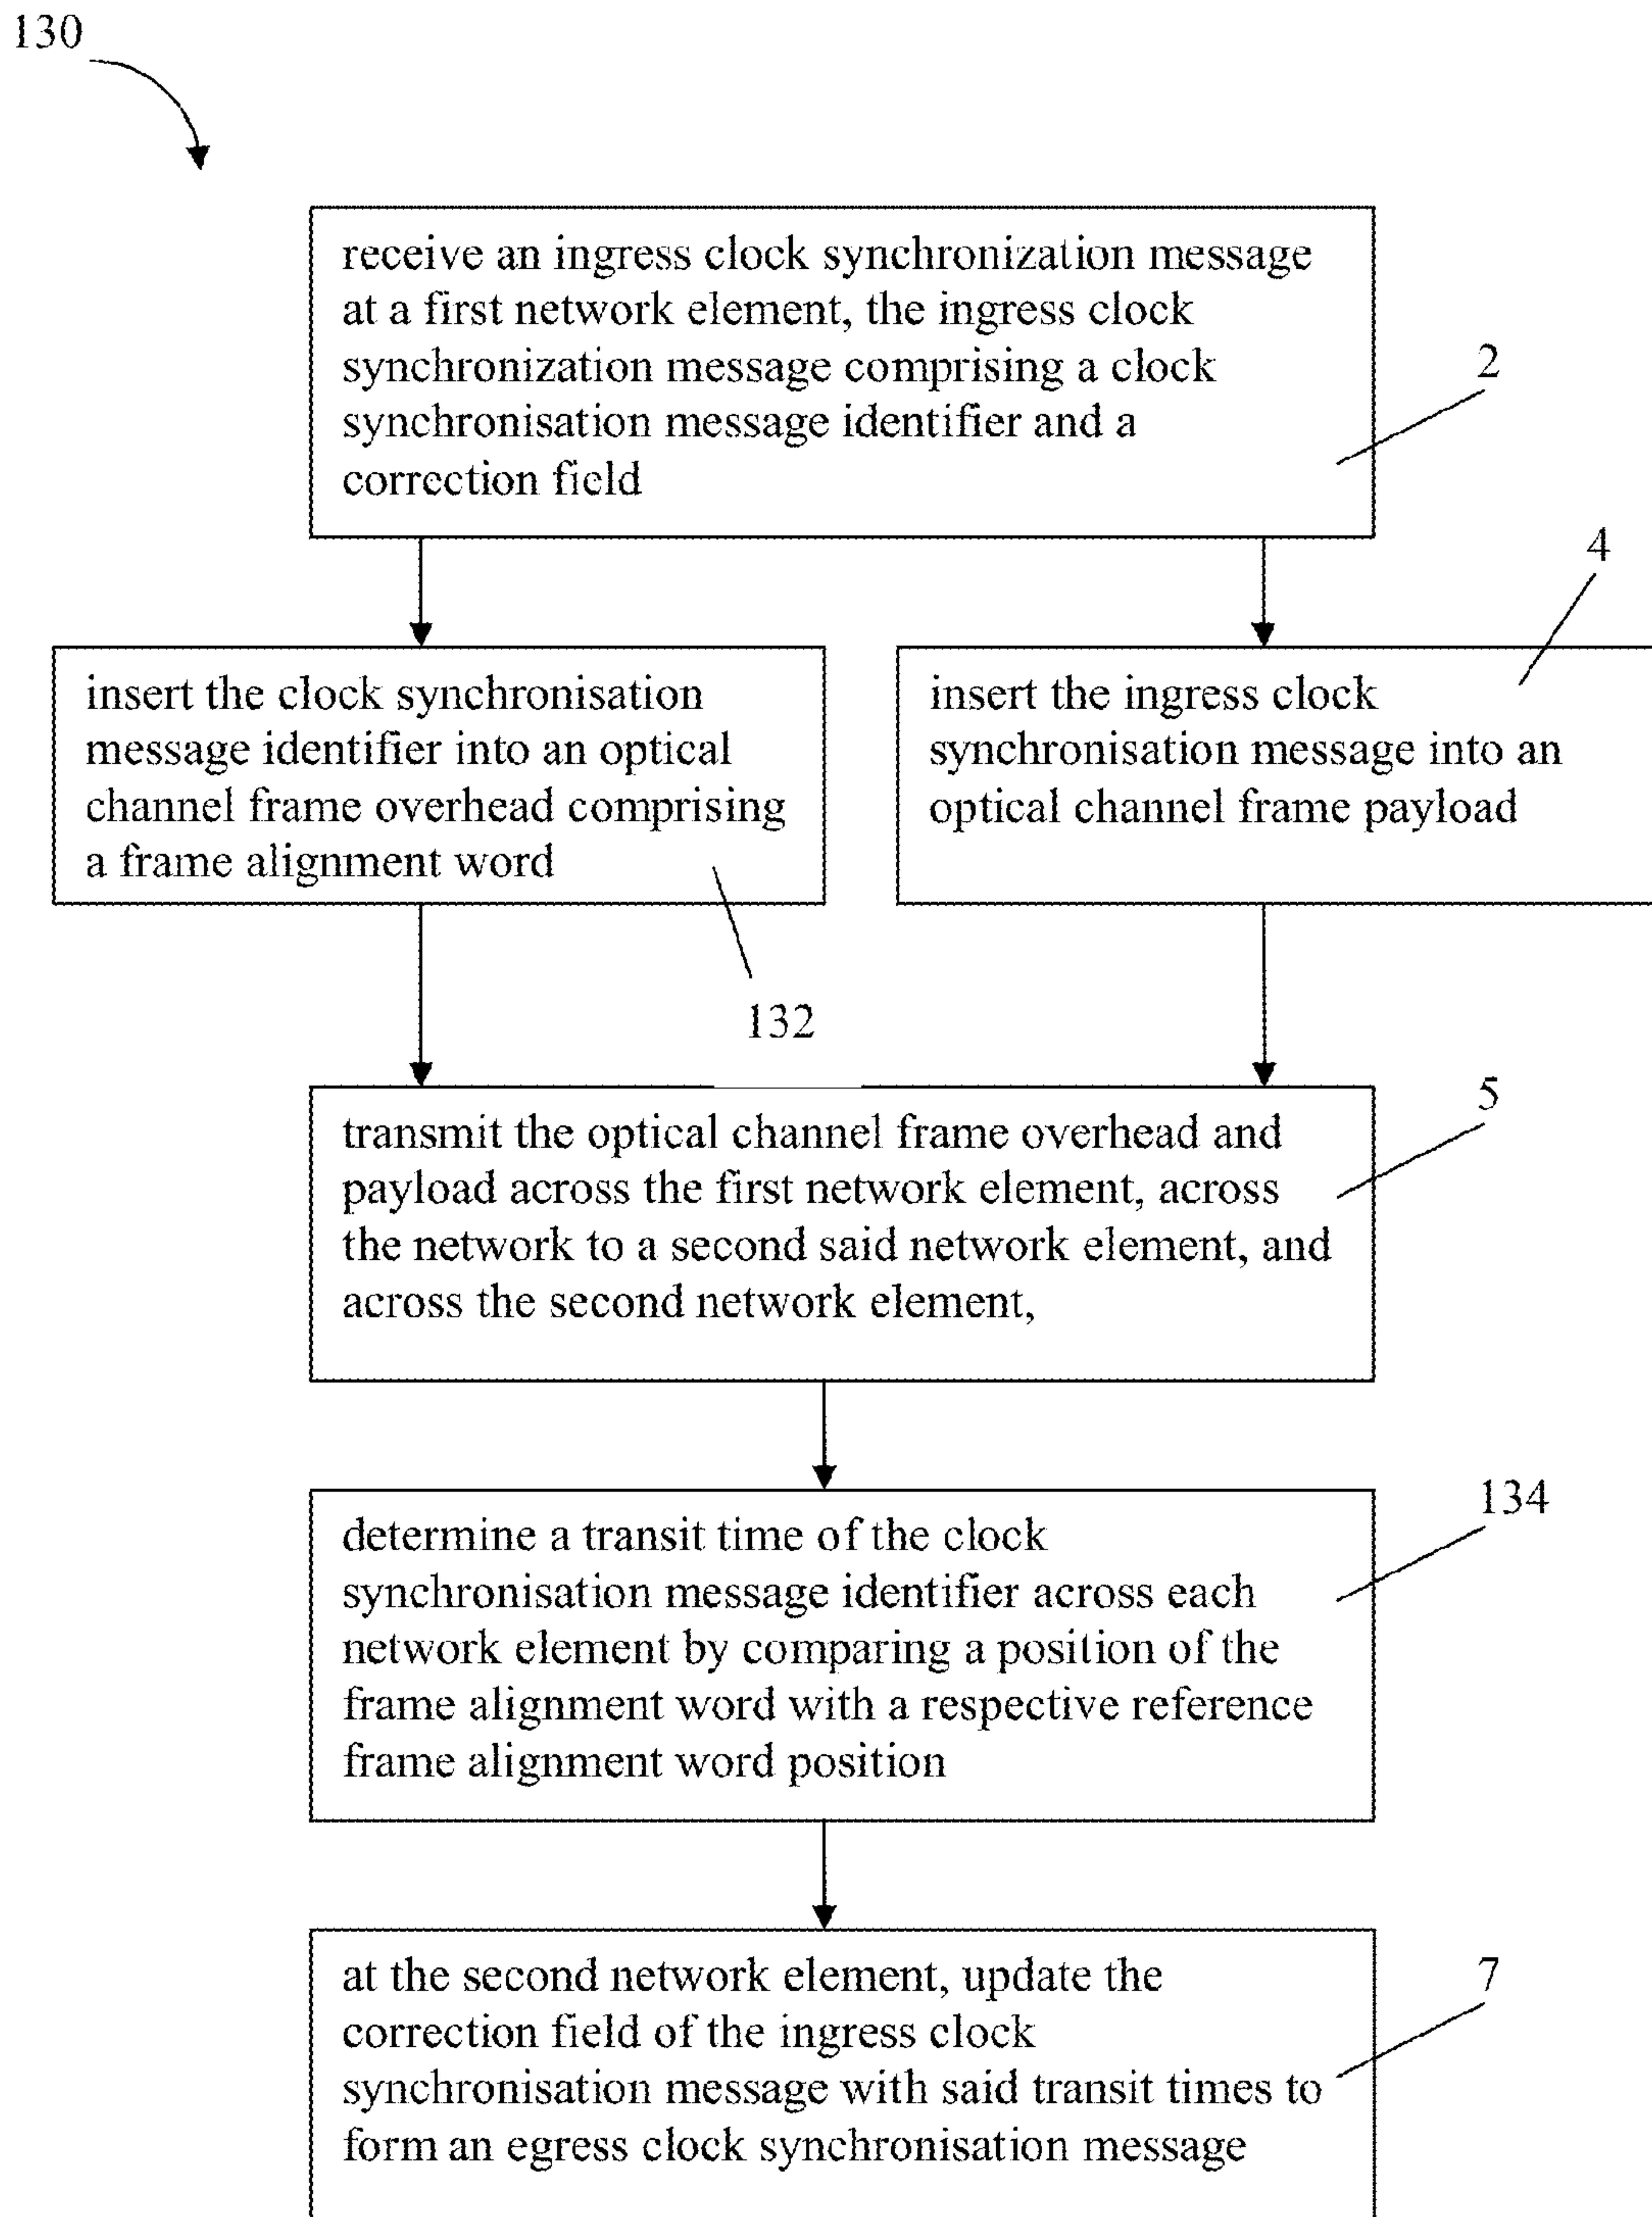 130
receive an ingress clock synchronization message
at a first network element, the ingress clock
synchronization message comprising a clock
synchronisation message identifier and a
correction field
2
4
insert the clock synchronisation
message identifier into an optical
channel frame overhead comprising
a frame alignment word
132
insert the ingress clock
synchronisation message into an
optical channel frame payload
transmit the optical channel frame overhead and
payload across the first network element, across
the network to a second said network element, and
across the second network element,
5
determine a transit time of the clock
synchronisation message identifier across each
network element by comparing a position of the
frame alignment word with a respective reference
frame alignment word position
134
at the second network element, update the
correction field of the ingress clock
synchronisation message with said transit times to
form an egress clock synchronisation message
7